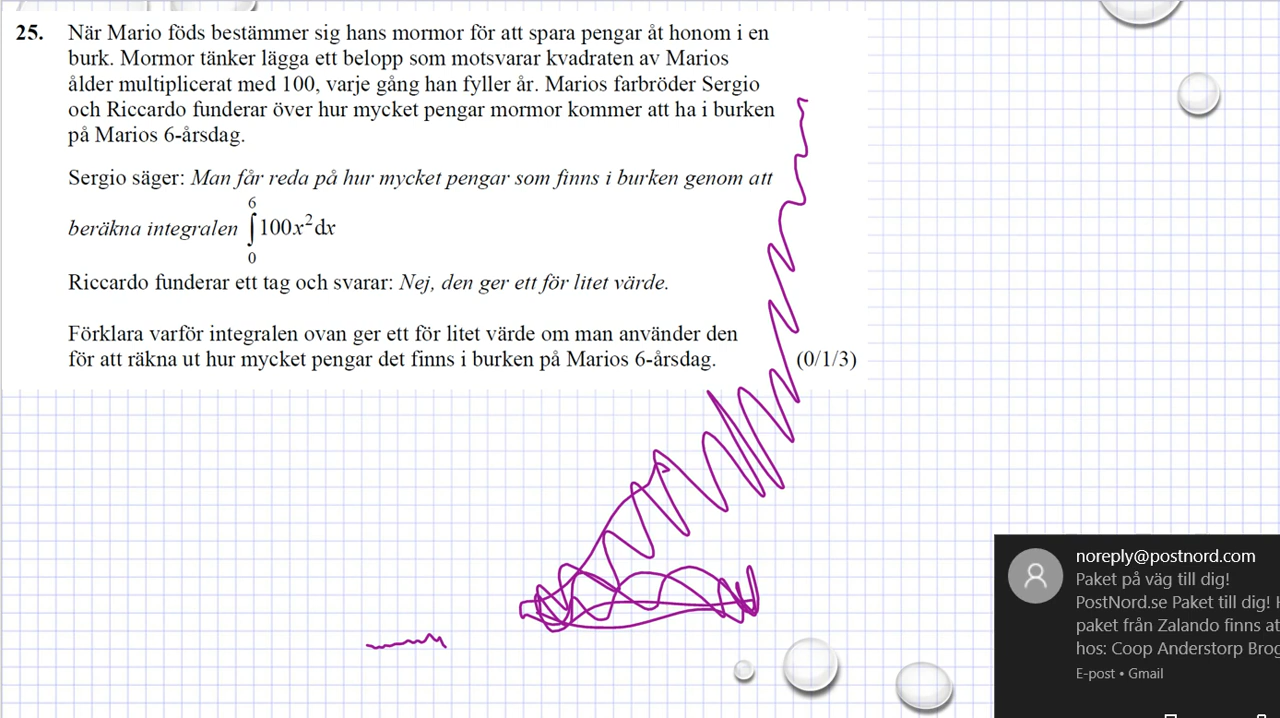 25. När Mario föds bestämmer sig hans mormor för att spara pengar åt honom i en
burk. Mormor tänker lägga ett belopp som motsvarar kvadraten av Marios
ålder multiplicerat med 100, varje gång han fyller år. Marios farbröder Sergio
och Riccardo funderar över hur mycket pengar mormor kommer att ha i burken
på Marios 6-årsdag.
Sergio säger: Man får reda på hur mycket pengar som finns i burken genom att
beräkna integralen ∫₀⁶ 100x² dx
Riccardo funderar ett tag och svarar: Nej, den ger ett för litet värde.
Förklara varför integralen ovan ger ett för litet värde om man använder den
för att räkna ut hur mycket pengar det finns i burken på Marios 6-årsdag. (0/1/3)
noreply@postnord.com
Paket på väg till dig!
PostNord.se Paket till dig!
paket från Zalando finns
hos: Coop Anderstorp
E-post • Gmail